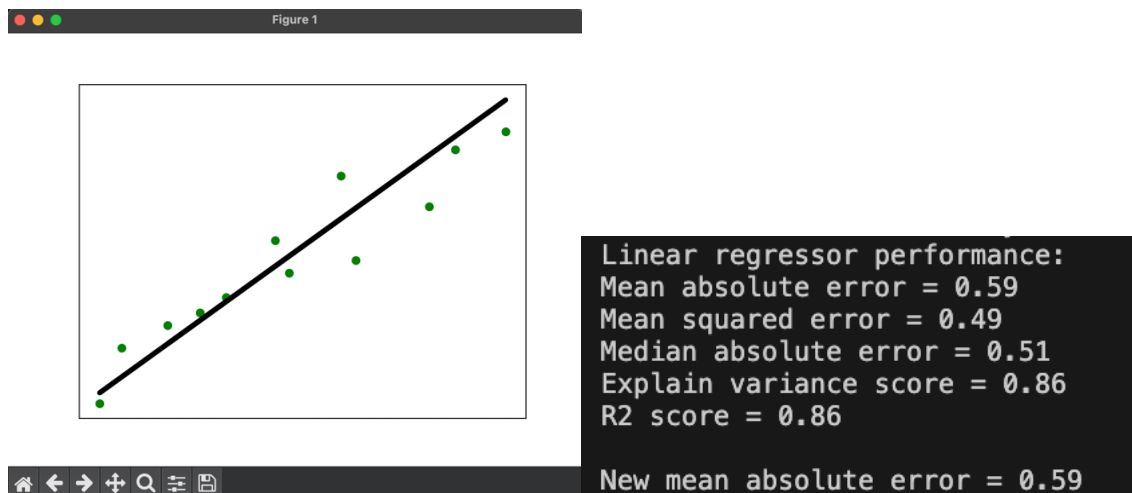 Figure 1
Linear regressor performance:
Mean absolute error = 0.59
Mean squared error = 0.49
Median absolute error = 0.51
Explain variance score = 0.86
R2 score = 0.86
New mean absolute error = 0.59